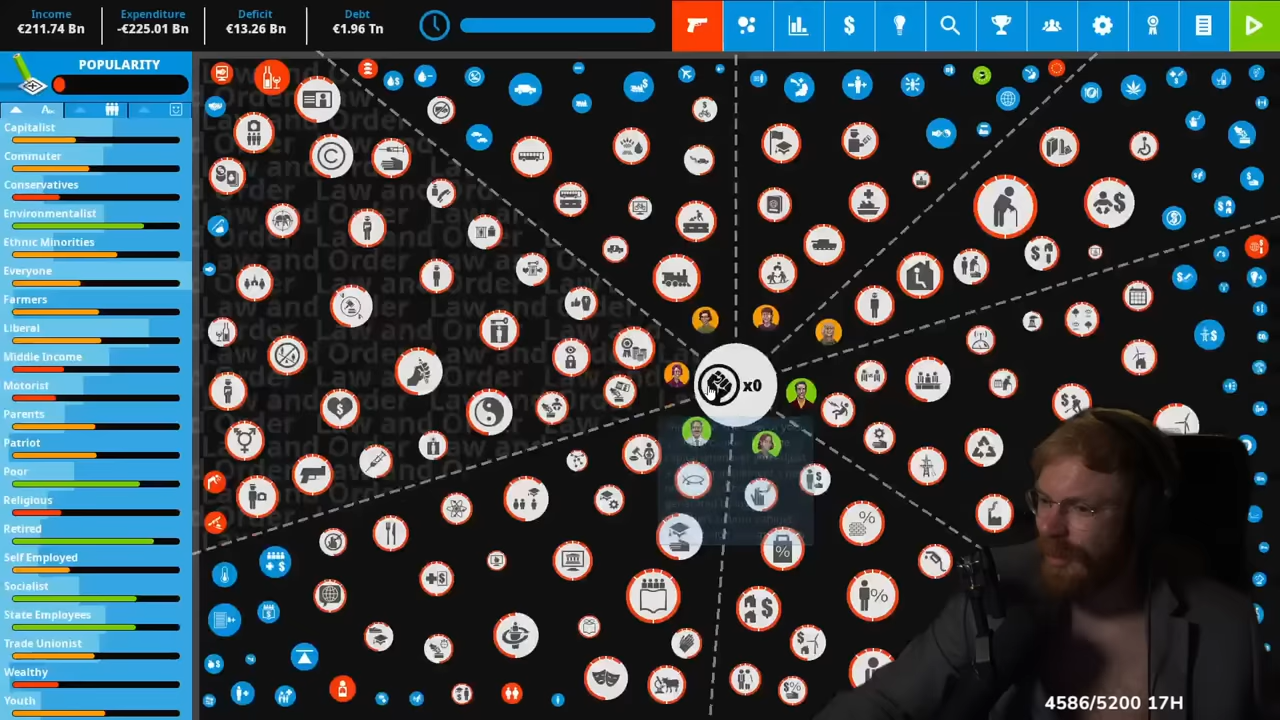 Income
€211.74 Bn
Expenditure
-€225.01 Bn
Deficit
€13.26 Bn
Debt
€1.96 Tn
POPULARITY
Capitalist
Commuter
Conservatives
Environmentalist
Ethnic Minorities
Everyone
Farmers
Liberal
Middle Income
Motorist
Parents
Patriot
Poor
Religious
Retired
Self Employed
Socialist
State Employees
Trade Unionist
Wealthy
Youth
Law and Order
x0
4586/5200 17H